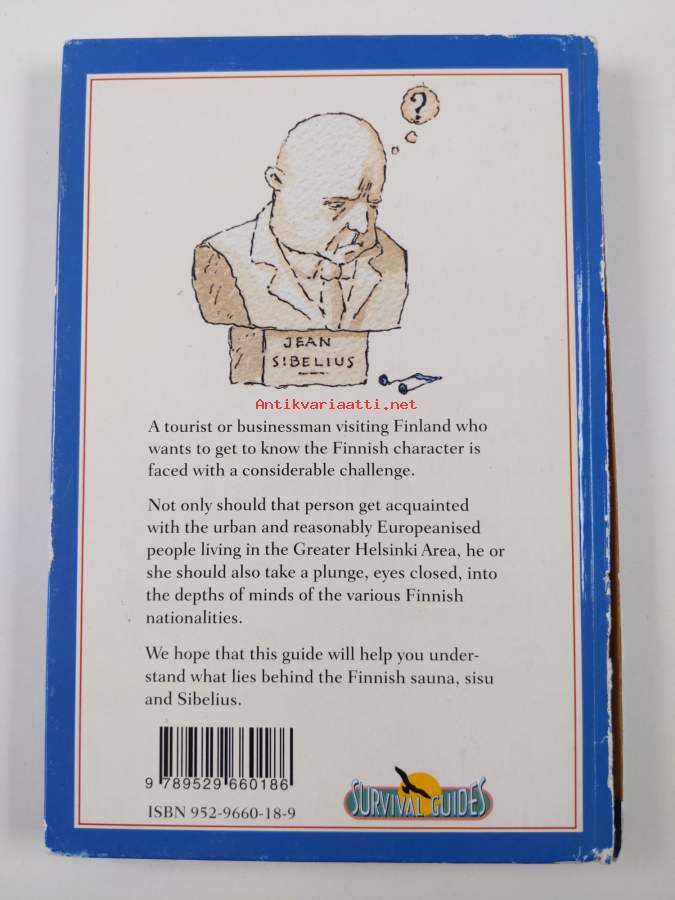 ?
JEAN
SIBELIUS
Antikvariaatti.net
A tourist or businessman visiting Finland who
wants to get to know the Finnish character is
faced with a considerable challenge.
Not only should that person get acquainted
with the urban and reasonably Europeanised
people living in the Greater Helsinki Area, he or
she should also take a plunge, eyes closed, into
the depths of minds of the various Finnish
nationalities.
We hope that this guide will help you under-
stand what lies behind the Finnish sauna, sisu
and Sibelius.
9 789529 660186
ISBN 952-9660-18-9
SURVIVAL GUIDES